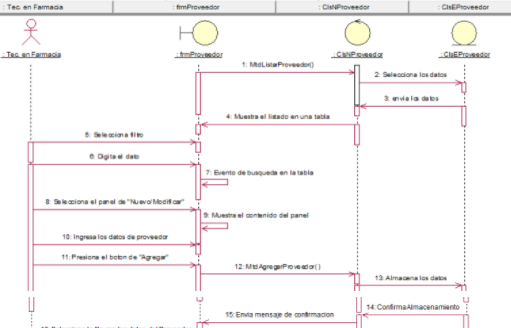 : Tec. en Farmacia : frmProveedor : ClsNProveedor : ClsEProveedor
: Tec. en Farmacia : frmProveedor : ClsNProveedor : ClsEProveedor
1: MtdListarProveedor()
2: Selecciona los datos
3: envia los datos
4: Muestra el listado en una tabla
5: Selecciona filtro
6: Digita el dato
7: Evento de busqueda en la tabla
8: Selecciona el panel de "Nuevo/Modificar"
9: Muestra el contenido del panel
10: Ingresa los datos de proveedor
11: Presiona el boton de "Agregar"
12: MtdAgregarProveedor()
13: Almacena los datos
14: ConfirmaAlmacenamiento
15: Envia mensaje de confirmacion